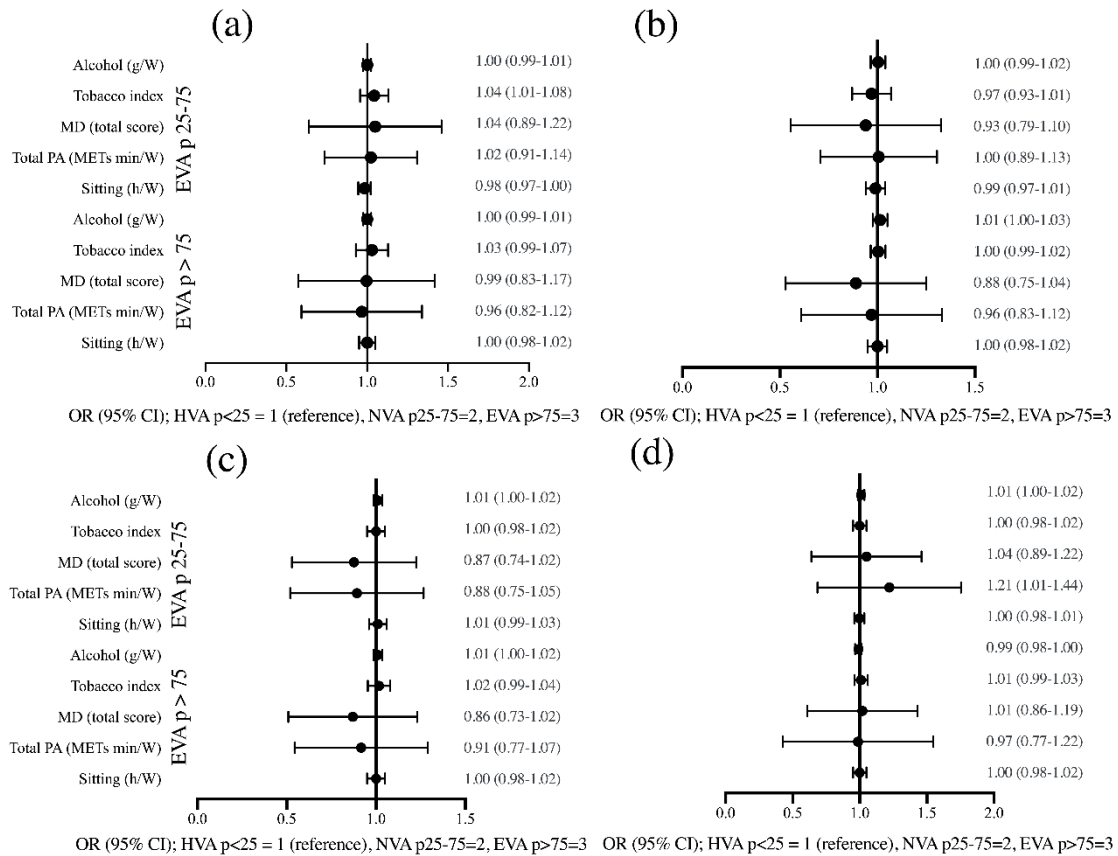 (a)
Alcohol (g/W) 1.00 (0.99-1.01)
Tobacco index 1.04 (1.01-1.08)
MD (total score) 1.04 (0.89-1.22)
Total PA (METs min/W) 1.02 (0.91-1.14)
Sitting (h/W) 0.98 (0.97-1.00)
EVA p 25-75
Alcohol (g/W) 1.00 (0.99-1.01)
Tobacco index 1.03 (0.99-1.07)
MD (total score) 0.99 (0.83-1.17)
Total PA (METs min/W) 0.96 (0.82-1.12)
Sitting (h/W) 1.00 (0.98-1.02)
EVA p > 75
0.0 0.5 1.0 1.5 2.0
OR (95% CI); HVA p<25 = 1 (reference), NVA p25-75=2, EVA p>75=3
(b)
1.00 (0.99-1.02)
0.97 (0.93-1.01)
0.93 (0.79-1.10)
1.00 (0.89-1.13)
0.99 (0.97-1.01)
1.01 (1.00-1.03)
1.00 (0.99-1.02)
0.88 (0.75-1.04)
0.96 (0.83-1.12)
1.00 (0.98-1.02)
0.0 0.5 1.0 1.5
OR (95% CI); HVA p<25 = 1 (reference), NVA p25-75=2, EVA p>75=3
(c)
Alcohol (g/W) 1.01 (1.00-1.02)
Tobacco index 1.00 (0.98-1.02)
MD (total score) 0.87 (0.74-1.02)
Total PA (METs min/W) 0.88 (0.75-1.05)
Sitting (h/W) 1.01 (0.99-1.03)
EVA p 25-75
Alcohol (g/W) 1.01 (1.00-1.02)
Tobacco index 1.02 (0.99-1.04)
MD (total score) 0.86 (0.73-1.02)
Total PA (METs min/W) 0.91 (0.77-1.07)
Sitting (h/W) 1.00 (0.98-1.02)
EVA p > 75
0.0 0.5 1.0 1.5
OR (95% CI); HVA p<25 = 1 (reference), NVA p25-75=2, EVA p>75=3
(d)
1.01 (1.00-1.02)
1.00 (0.98-1.02)
1.04 (0.89-1.22)
1.21 (1.01-1.44)
1.00 (0.98-1.01)
0.99 (0.98-1.00)
1.01 (0.99-1.03)
1.01 (0.86-1.19)
0.97 (0.77-1.22)
1.00 (0.98-1.02)
0.0 0.5 1.0 1.5 2.0
OR (95% CI); HVA p<25 = 1 (reference), NVA p25-75=2, EVA p>75=3